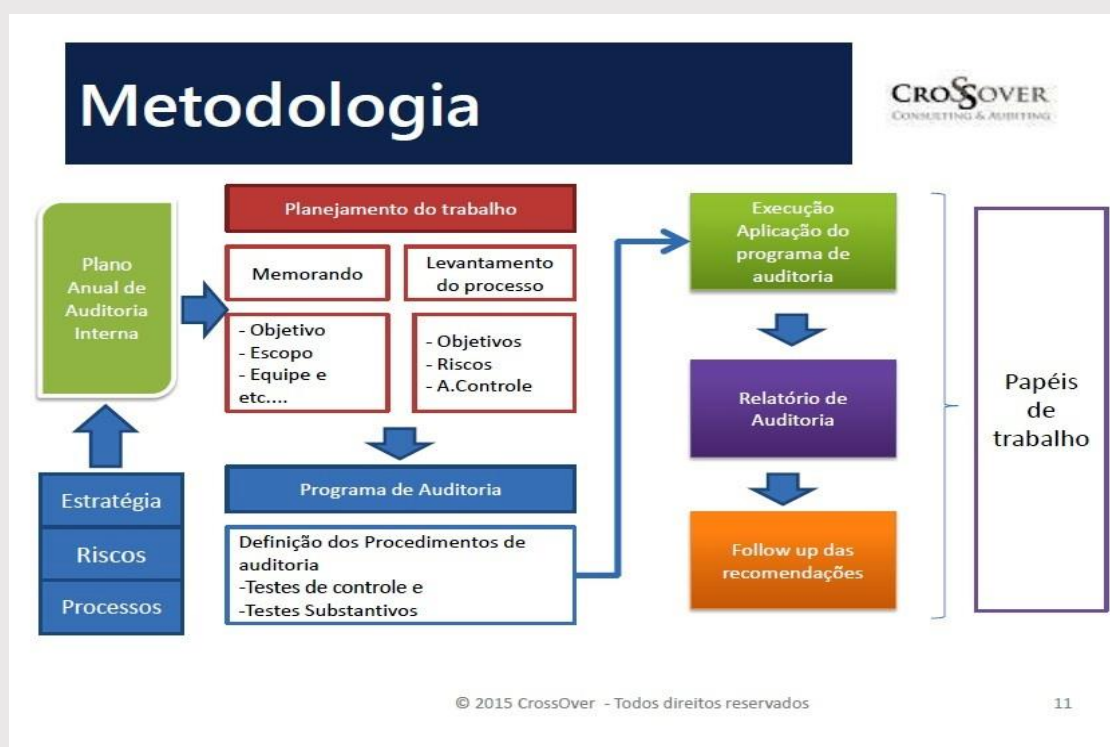 Metodologia
CROSSOVER
CONSULTING & AUDITING
Plano
Anual de
Auditoria
Interna
Estratégia
Riscos
Processos
Planejamento do trabalho
Memorando
Levantamento
do processo
- Objetivo
- Escopo
- Equipe e
etc....
- Objetivos
- Riscos
- A.Controle
Programa de Auditoria
Definição dos Procedimentos de
auditoria
-Testes de controle e
-Testes Substantivos
Execução
Aplicação do
programa de
auditoria
Relatório de
Auditoria
Follow up das
recomendações
Papéis
de
trabalho
© 2015 CrossOver - Todos direitos reservados
11